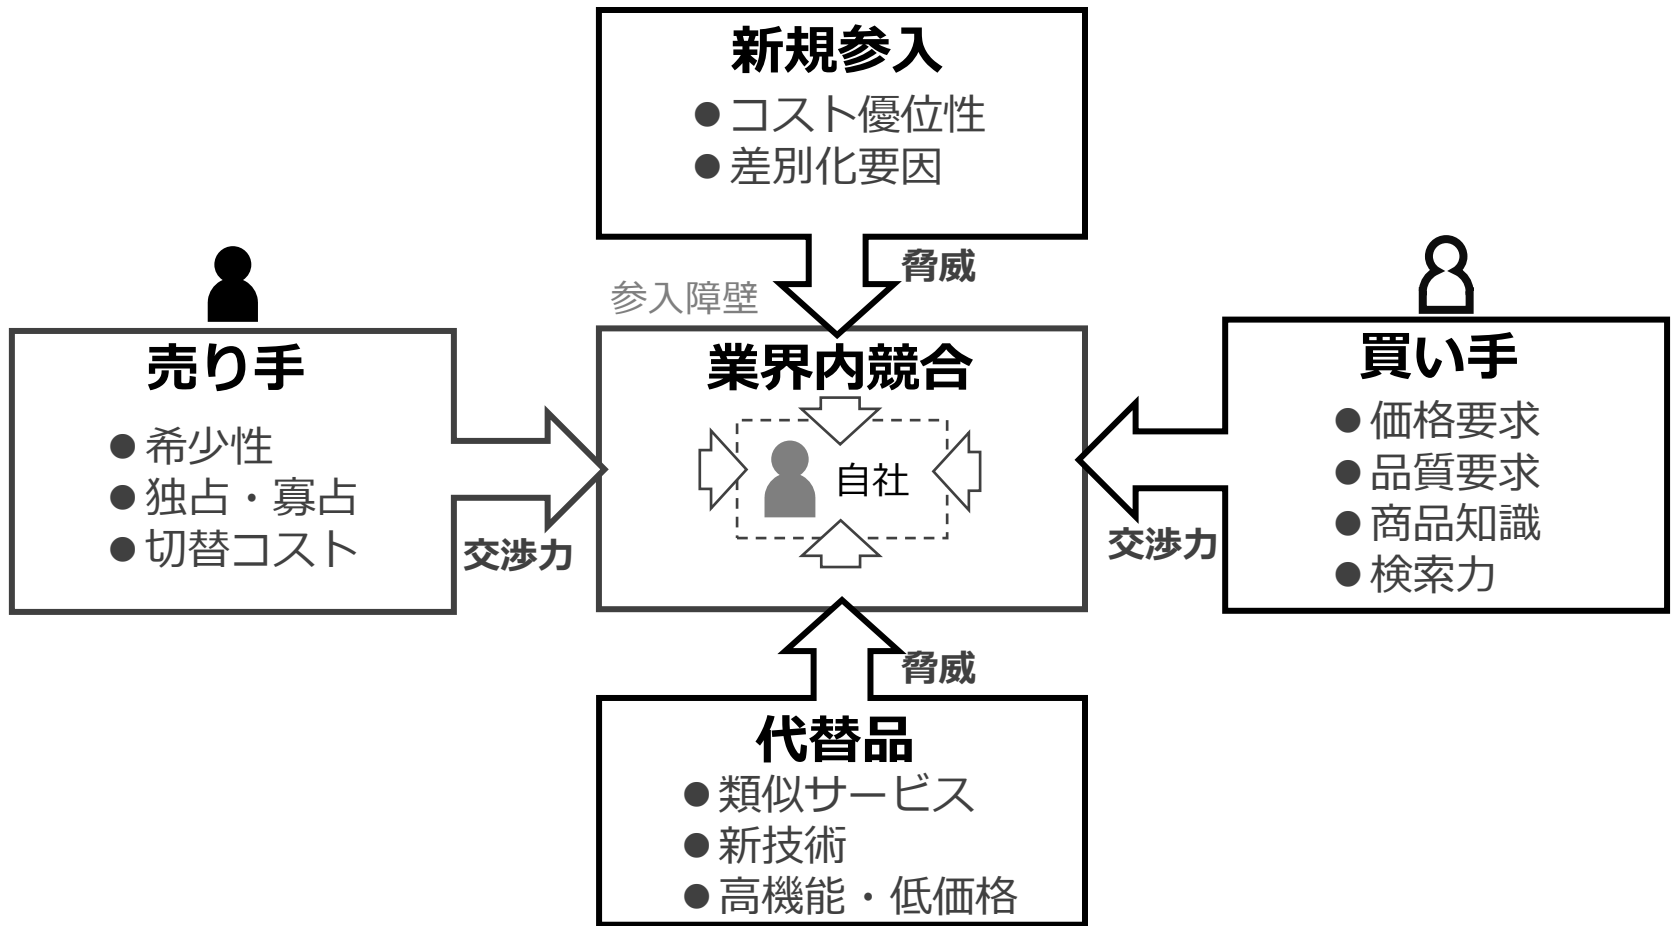 新規参入
●コスト優位性
●差別化要因
脅威
参入障壁
売り手
●希少性
●独占・寡占
●切替コスト
交渉力
業界内競合
自社
買い手
●価格要求
●品質要求
●商品知識
●検索力
交渉力
脅威
代替品
●類似サービス
●新技術
●高機能・低価格